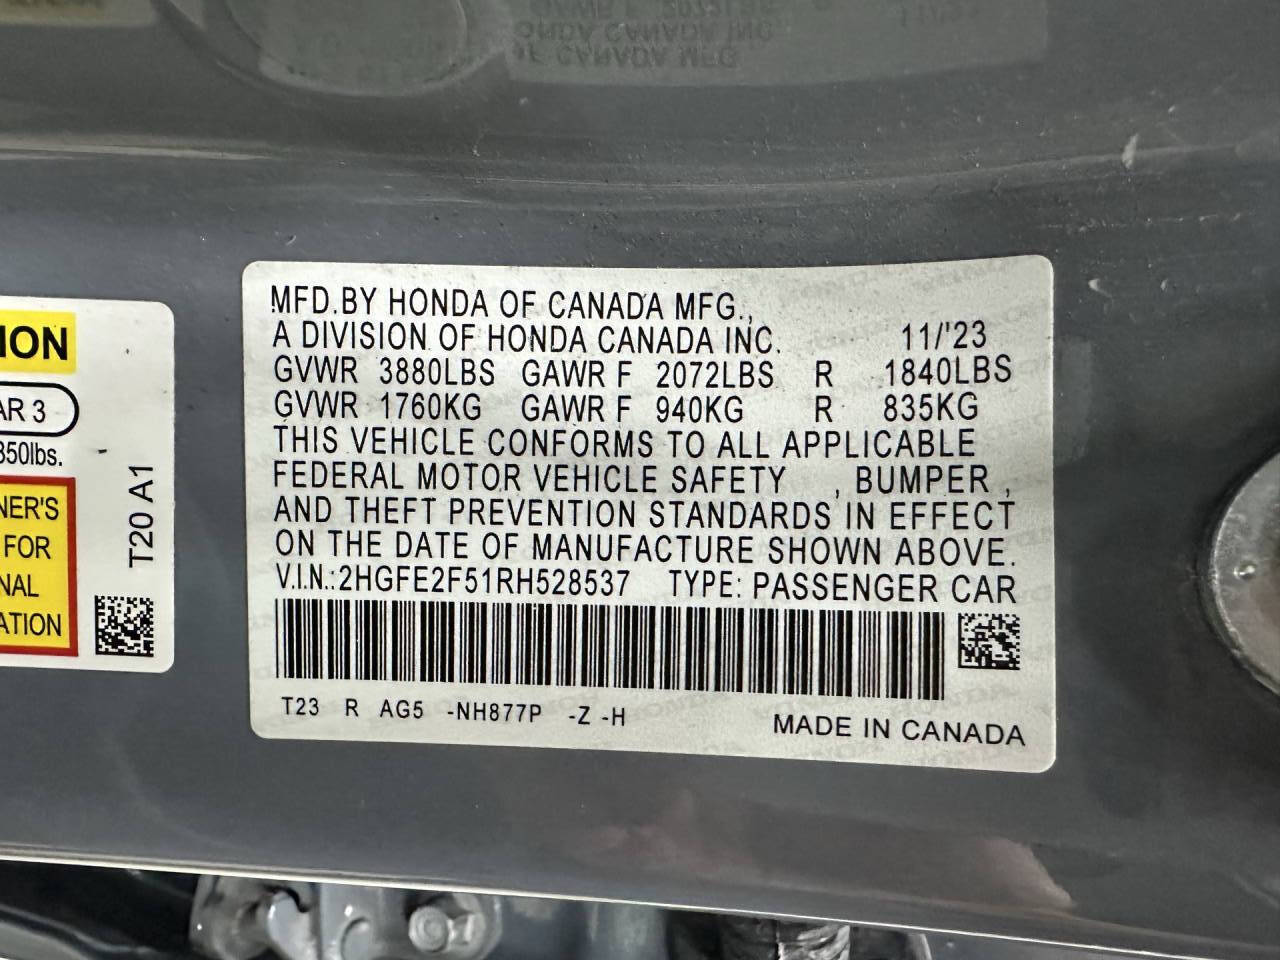 MFD.BY HONDA OF CANADA MFG.,
A DIVISION OF HONDA CANADA INC. 11/'23
GVWR 3880LBS GAWR F 2072LBS R 1840LBS
GVWR 1760KG GAWR F 940KG R 835KG
THIS VEHICLE CONFORMS TO ALL APPLICABLE
FEDERAL MOTOR VEHICLE SAFETY , BUMPER ,
AND THEFT PREVENTION STANDARDS IN EFFECT
ON THE DATE OF MANUFACTURE SHOWN ABOVE.
V.I.N.:2HGFE2F51RH528537 TYPE: PASSENGER CAR
T23 R AG5 -NH877P -Z -H
MADE IN CANADA
ION
AR 3
850lbs.
NER'S
FOR
NAL
ATION
T20 A1